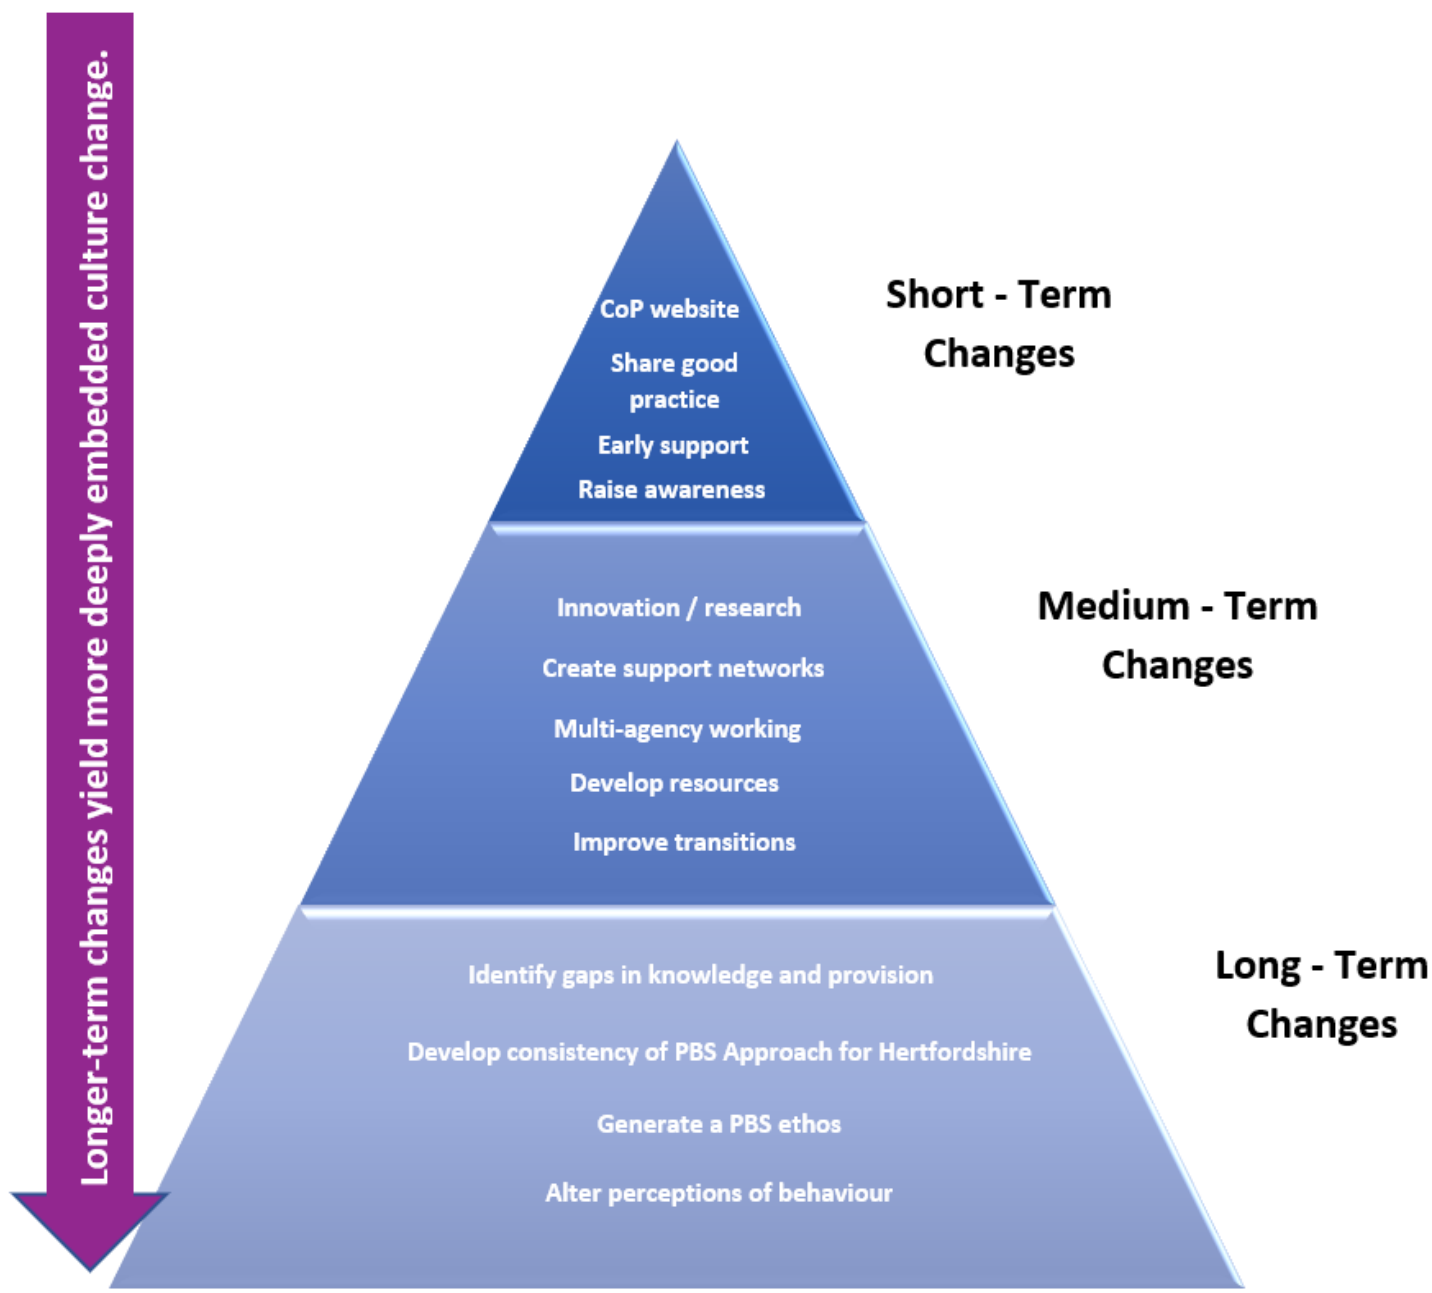 Longer-term changes yield more deeply embedded culture change.
CoP website
Share good
practice
Early support
Raise awareness
Short - Term
Changes
Innovation / research
Create support networks
Multi-agency working
Develop resources
Improve transitions
Medium - Term
Changes
Identify gaps in knowledge and provision
Develop consistency of PBS Approach for Hertfordshire
Generate a PBS ethos
Alter perceptions of behaviour
Long - Term
Changes